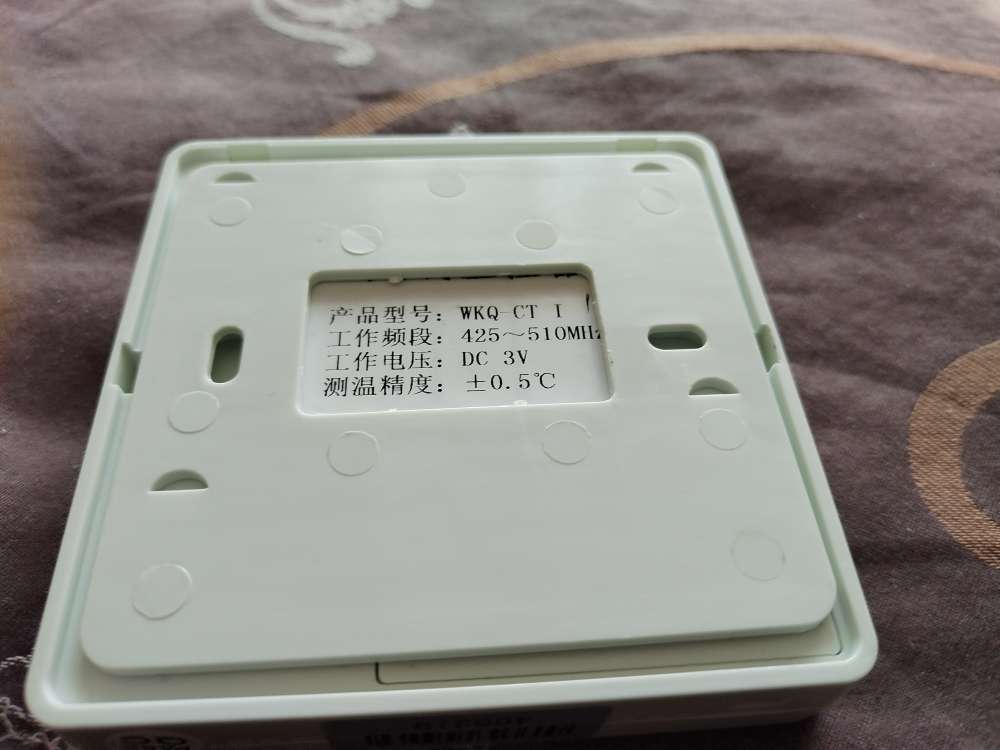 产品型号：WKQ-CT I
工作频段：425～510MHz
工作电压：DC 3V
测温精度：±0.5℃